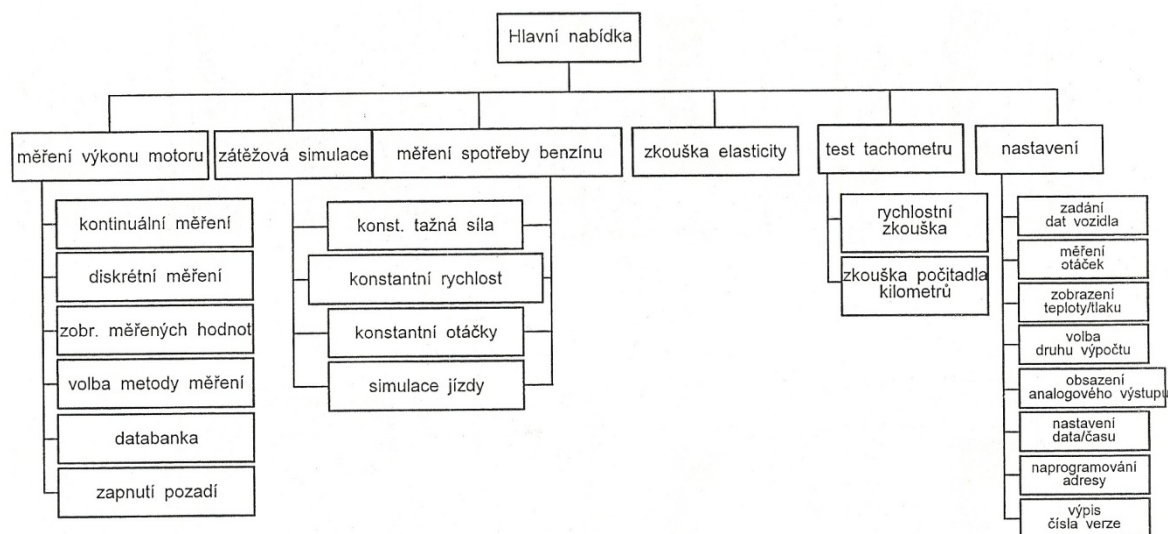 Hlavní nabídka
měření výkonu motoru
zátěžová simulace
měření spotřeby benzínu
zkouška elasticity
test tachometru
nastavení
kontinuální měření
diskrétní měření
zobr. měřených hodnot
volba metody měření
databanka
zapnutí pozadí
konst. tažná síla
konstantní rychlost
konstantní otáčky
simulace jízdy
rychlostní
zkouška
zkouška počitadla
kilometrů
zadání
dat vozidla
měření
otáček
zobrazení
teploty/tlaku
volba
druhu výpočtu
obsazení
analogového výstupu
nastavení
data/času
naprogramování
adresy
výpis
čísla verze